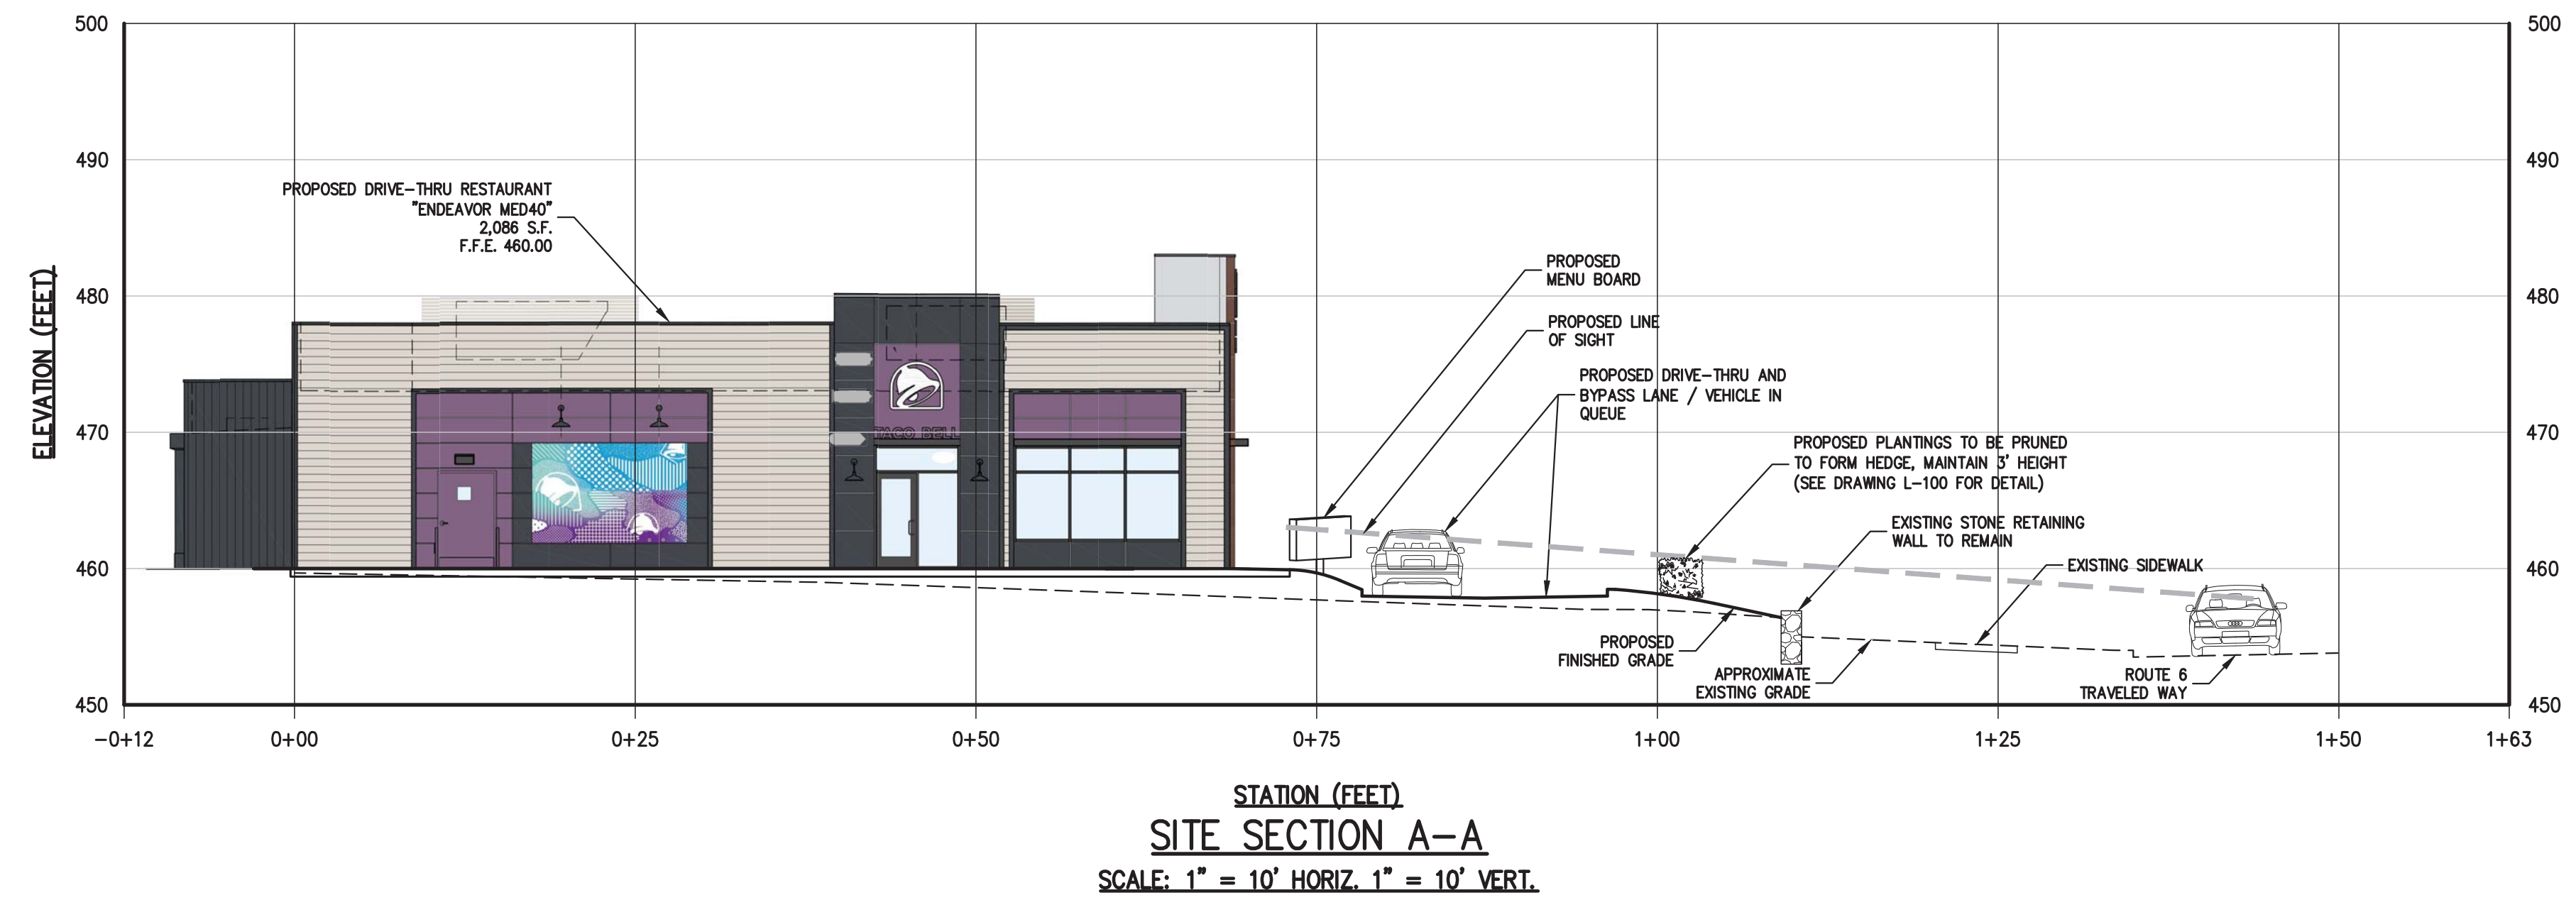 500
500
490
490
480
480
470
470
460
460
450
450
ELEVATION (FEET)
PROPOSED DRIVE-THRU RESTAURANT
"ENDEAVOR MED40"
2,086 S.F.
F.F.E. 460.00
TACO BELL
PROPOSED
MENU BOARD
PROPOSED LINE
OF SIGHT
PROPOSED DRIVE-THRU AND
BYPASS LANE / VEHICLE IN
QUEUE
PROPOSED PLANTINGS TO BE PRUNED
TO FORM HEDGE, MAINTAIN 3' HEIGHT
(SEE DRAWING L-100 FOR DETAIL)
EXISTING STONE RETAINING
WALL TO REMAIN
EXISTING SIDEWALK
PROPOSED
FINISHED GRADE
APPROXIMATE
EXISTING GRADE
ROUTE 6
TRAVELED WAY
-0+12
0+00
0+25
0+50
0+75
1+00
1+25
1+50
1+63
STATION (FEET)
SITE SECTION A-A
SCALE: 1" = 10' HORIZ. 1" = 10' VERT.